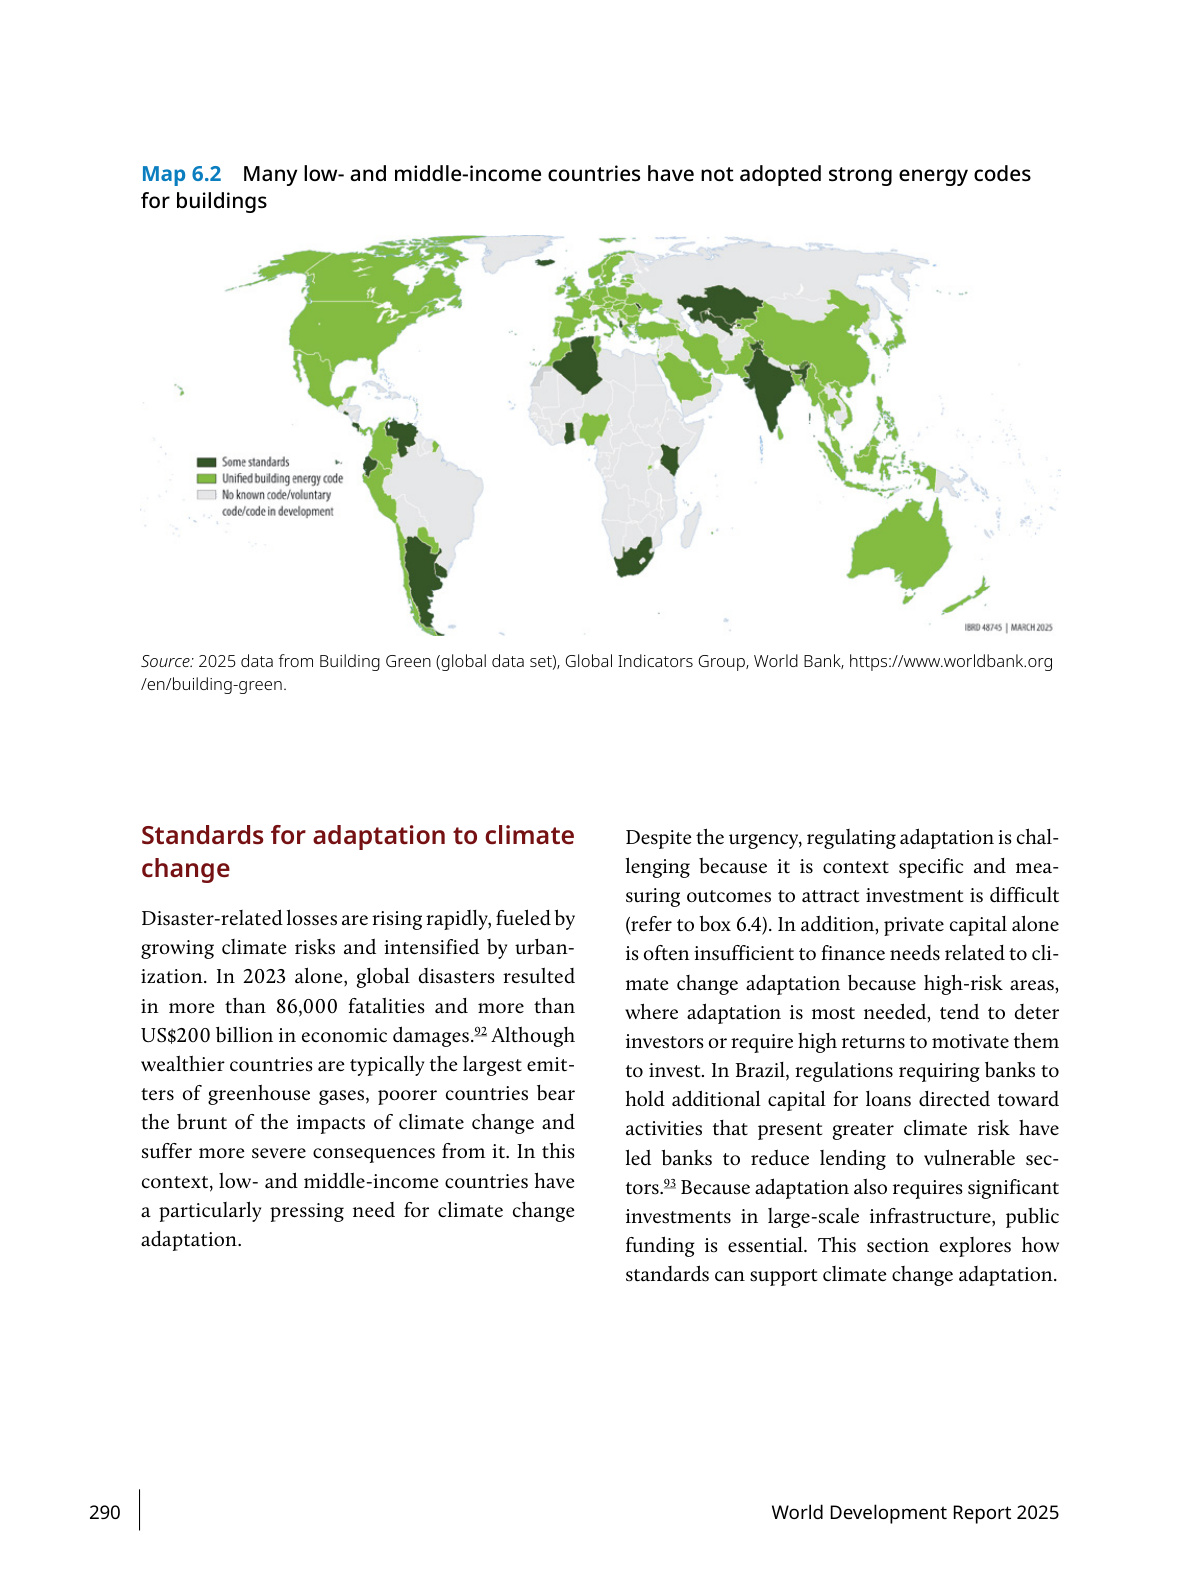 Map 6.2 Many low- and middle-income countries have not adopted strong energy codes
for buildings
Some standards
Unified building energy code
No known code/voluntary
code/code in development
IBRD 48745 | MARCH 2025
Source: 2025 data from Building Green (global data set), Global Indicators Group, World Bank, https://www.worldbank.org
/en/building-green.
Standards for adaptation to climate
change
Disaster-related losses are rising rapidly, fueled by
growing climate risks and intensified by urban-
ization. In 2023 alone, global disasters resulted
in more than 86,000 fatalities and more than
US$200 billion in economic damages.92 Although
wealthier countries are typically the largest emit-
ters of greenhouse gases, poorer countries bear
the brunt of the impacts of climate change and
suffer more severe consequences from it. In this
context, low- and middle-income countries have
a particularly pressing need for climate change
adaptation.
Despite the urgency, regulating adaptation is chal-
lenging because it is context specific and mea-
suring outcomes to attract investment is difficult
(refer to box 6.4). In addition, private capital alone
is often insufficient to finance needs related to cli-
mate change adaptation because high-risk areas,
where adaptation is most needed, tend to deter
investors or require high returns to motivate them
to invest. In Brazil, regulations requiring banks to
hold additional capital for loans directed toward
activities that present greater climate risk have
led banks to reduce lending to vulnerable sec-
tors.93 Because adaptation also requires significant
investments in large-scale infrastructure, public
funding is essential. This section explores how
standards can support climate change adaptation.
290
World Development Report 2025